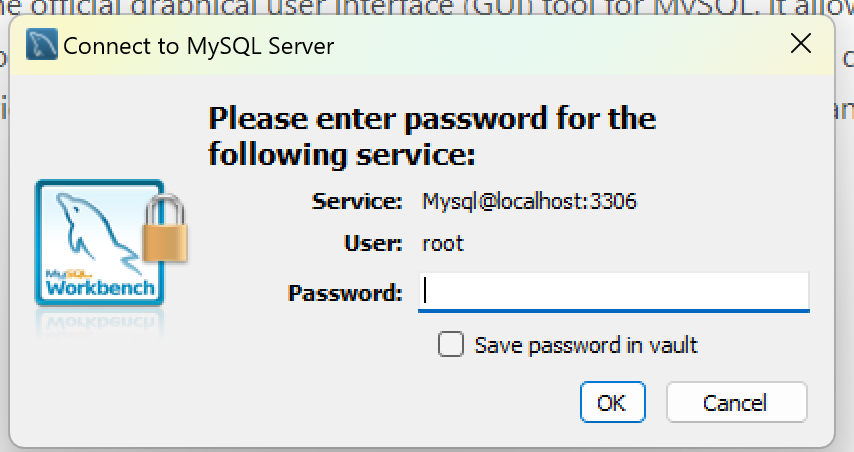 ne official graphical user interface (GUI) tool for MySQL. It allow
Connect to MySQL Server
Please enter password for the
following service:
Service: Mysql@localhost:3306
User: root
Password:
MySQL
Workbench
Save password in vault
OK Cancel